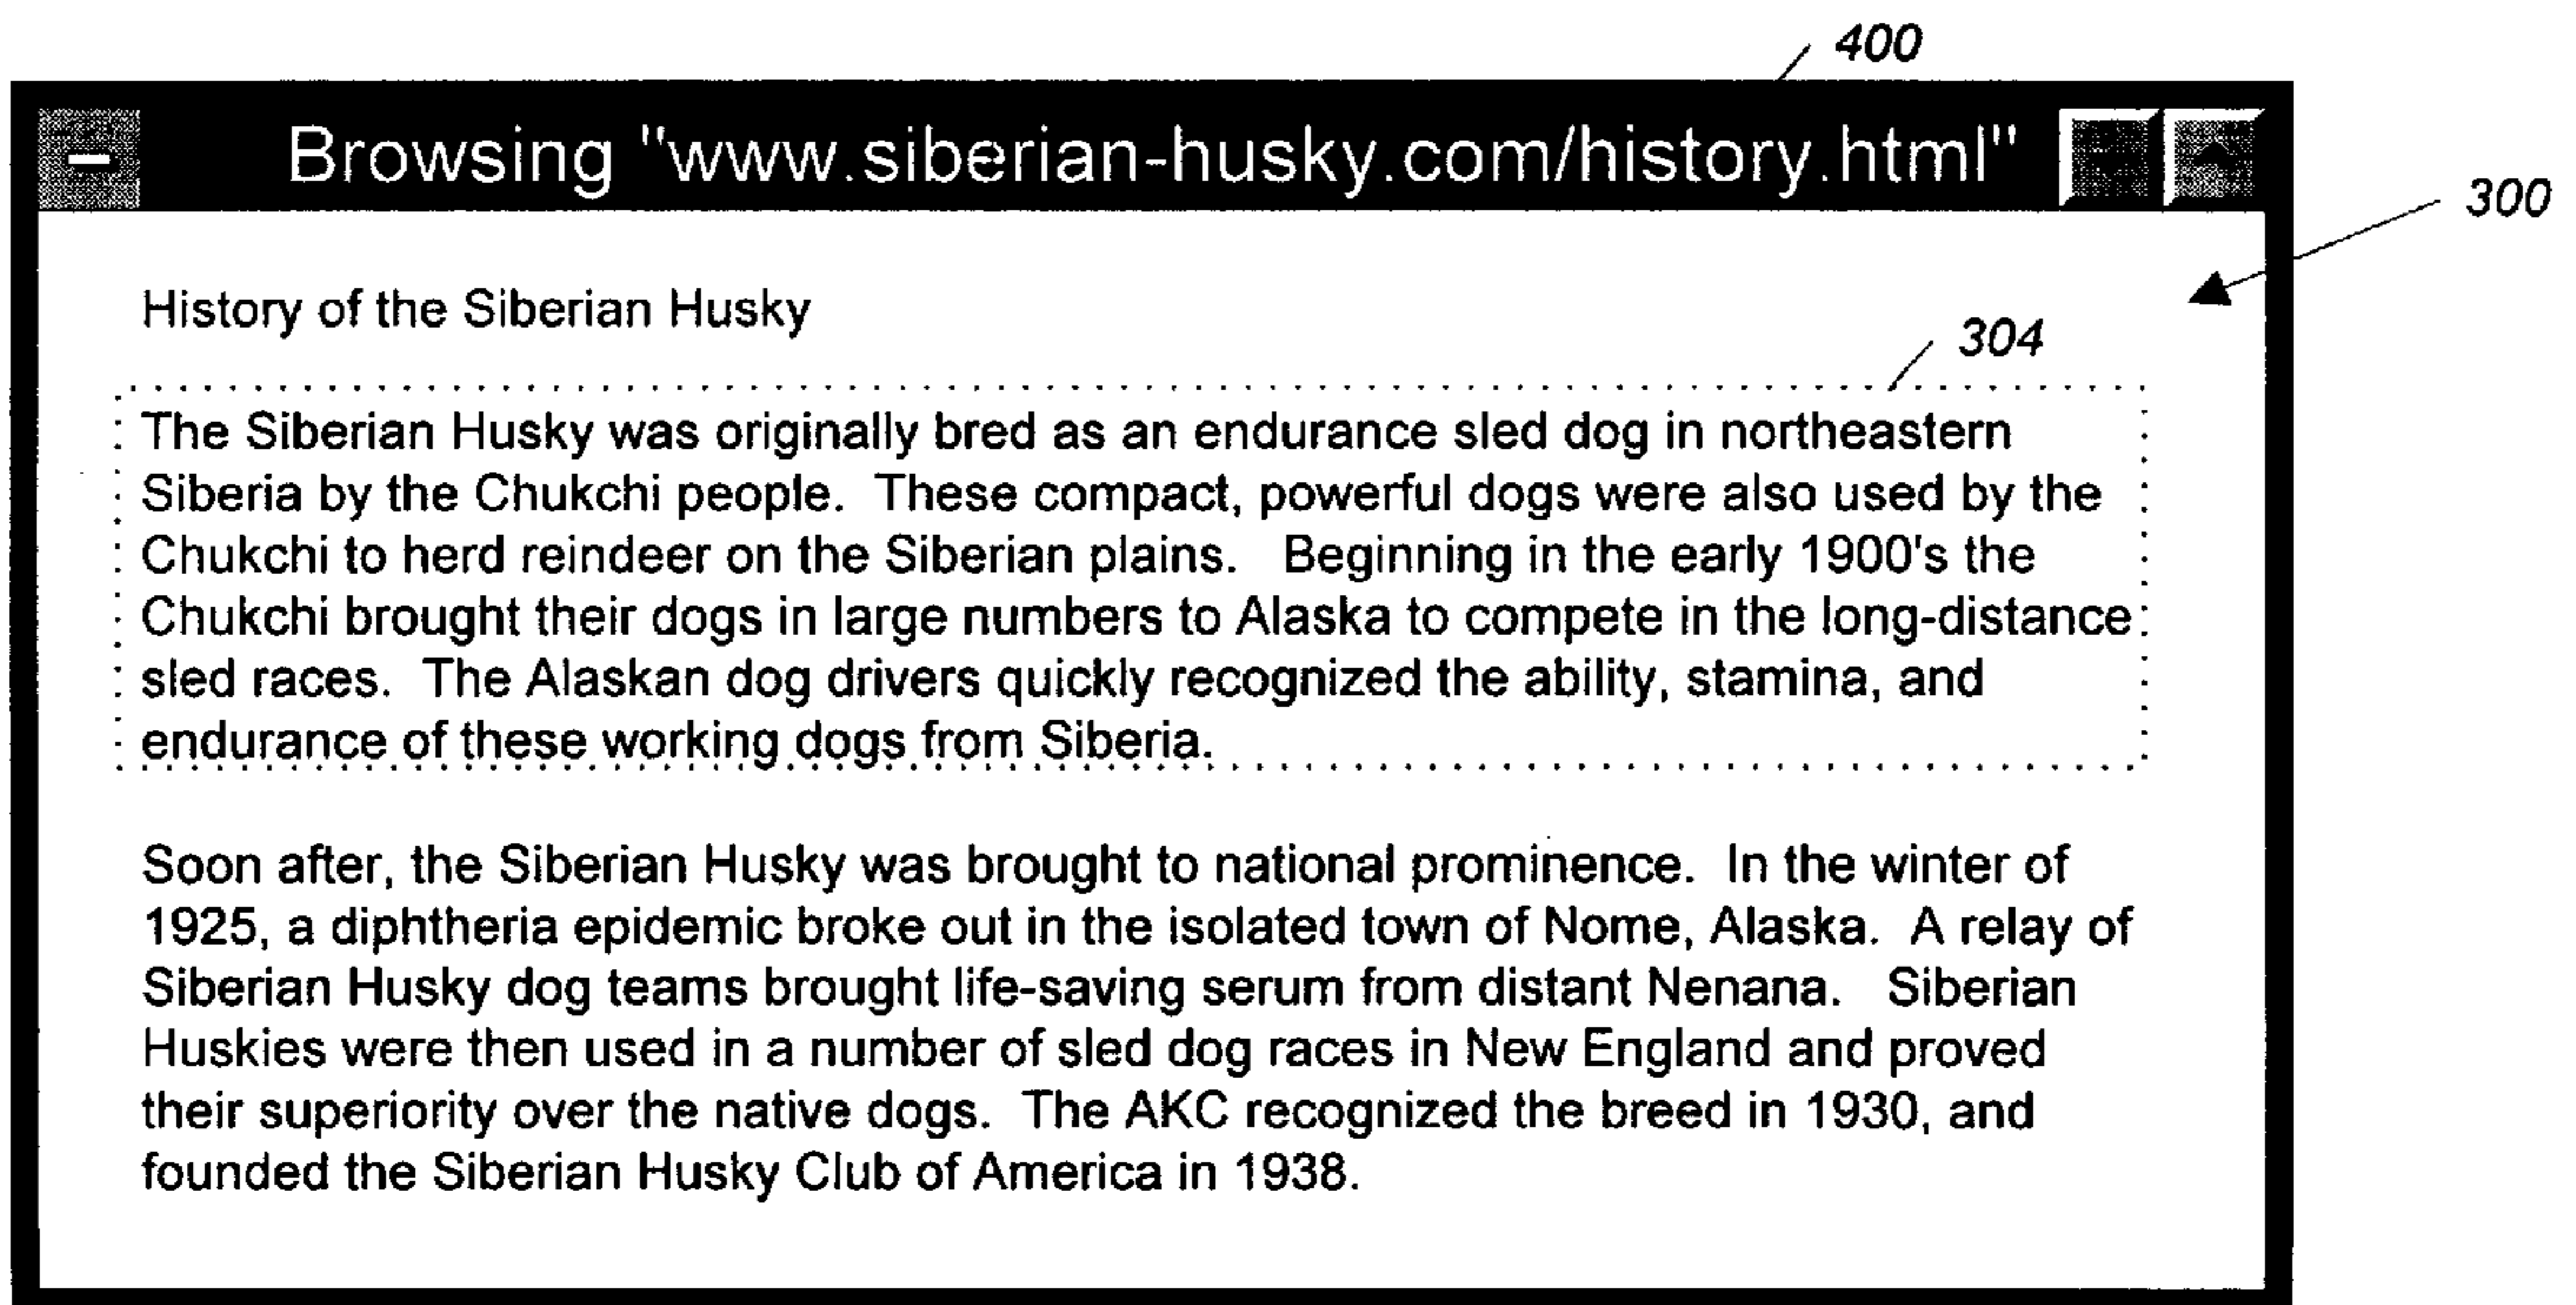 400
Browsing "www.siberian-husky.com/history.html"
300
History of the Siberian Husky
304
The Siberian Husky was originally bred as an endurance sled dog in northeastern
Siberia by the Chukchi people.  These compact, powerful dogs were also used by the
Chukchi to herd reindeer on the Siberian plains.   Beginning in the early 1900's the
Chukchi brought their dogs in large numbers to Alaska to compete in the long-distance
sled races.  The Alaskan dog drivers quickly recognized the ability, stamina, and
endurance of these working dogs from Siberia.
Soon after, the Siberian Husky was brought to national prominence.  In the winter of
1925, a diphtheria epidemic broke out in the isolated town of Nome, Alaska.  A relay of
Siberian Husky dog teams brought life-saving serum from distant Nenana.   Siberian
Huskies were then used in a number of sled dog races in New England and proved
their superiority over the native dogs.  The AKC recognized the breed in 1930, and
founded the Siberian Husky Club of America in 1938.